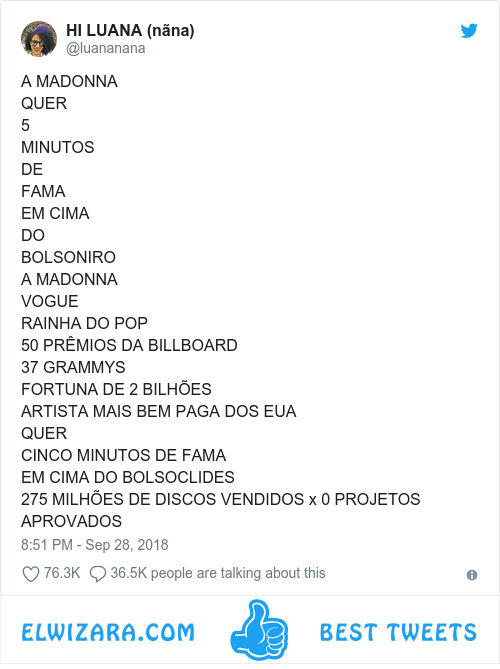 HI LUANA (nãna)
@luananana
A MADONNA
QUER
5
MINUTOS
DE
FAMA
EM CIMA
DO
BOLSONIRO
A MADONNA
VOGUE
RAINHA DO POP
50 PRÊMIOS DA BILLBOARD
37 GRAMMYS
FORTUNA DE 2 BILHÕES
ARTISTA MAIS BEM PAGA DOS EUA
QUER
CINCO MINUTOS DE FAMA
EM CIMA DO BOLSOCLIDES
275 MILHÕES DE DISCOS VENDIDOS x 0 PROJETOS
APROVADOS
8:51 PM - Sep 28, 2018
76.3K 36.5K people are talking about this
ELWIZARA.COM BEST TWEETS